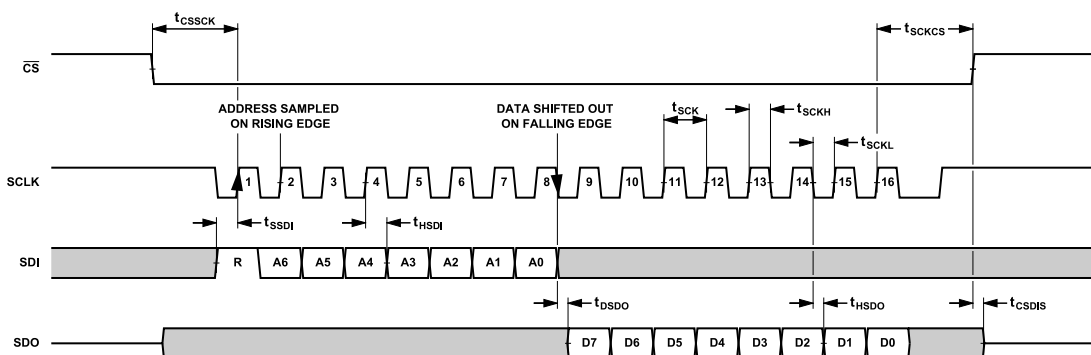 tCSSCK
tSCKCS
CS
ADDRESS SAMPLED
ON RISING EDGE
DATA SHIFTED OUT
ON FALLING EDGE
tSCK
tSCKH
tSCKL
SCLK
1 2 3 4 5 6 7 8 9 10 11 12 13 14 15 16
tSSDI
tHSDI
SDI
R A6 A5 A4 A3 A2 A1 A0
tDSDO
tHSDO
tCSDIS
SDO
D7 D6 D5 D4 D3 D2 D1 D0